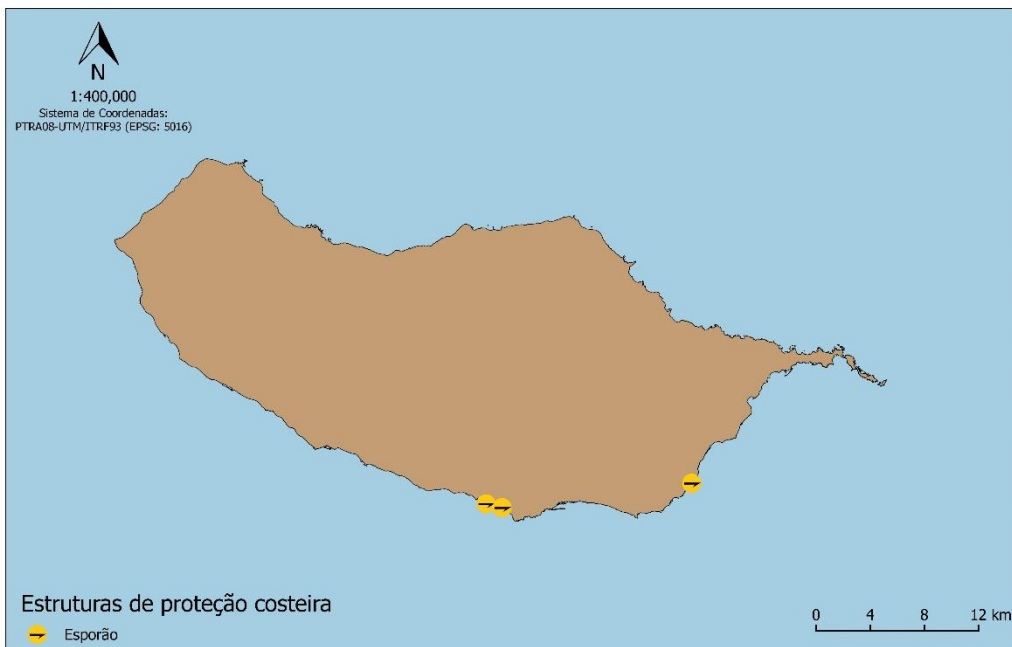 N
1:400,000
Sistema de Coordenadas:
PTRA08-UTM/ITRF93 (EPSG: 5016)
Estruturas de proteção costeira
Esporão
0 4 8 12 km